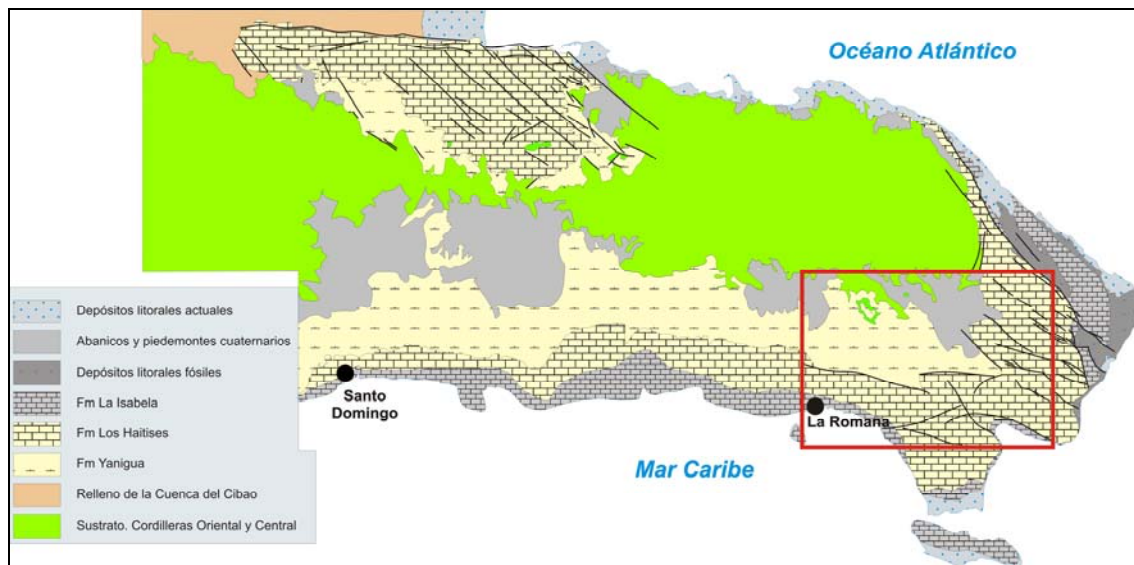 Océano Atlántico
Santo
Domingo
La Romana
Mar Caribe
Depósitos litorales actuales
Abanicos y piedemontes cuaternarios
Depósitos litorales fósiles
Fm La Isabela
Fm Los Haitises
Fm Yanigua
Relleno de la Cuenca del Cibao
Sustrato. Cordilleras Oriental y Central